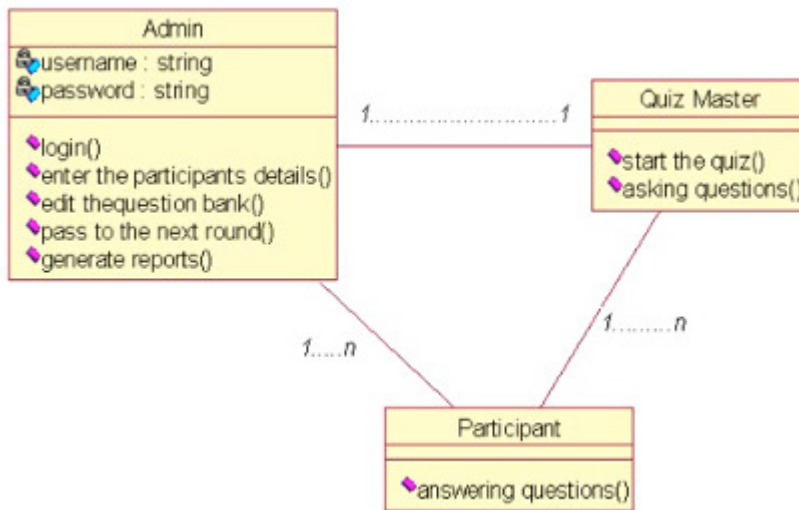 Admin
username : string
password : string
login()
enter the participants details()
edit thequestion bank()
pass to the next round()
generate reports()
1..............................1
Quiz Master
start the quiz()
asking questions()
1.....n
1..........n
Participant
answering questions()